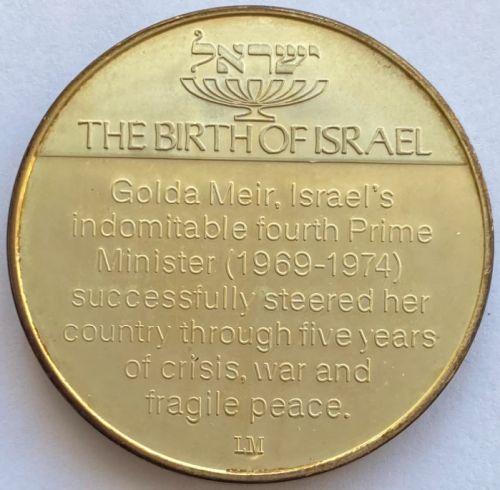 ישראל
THE BIRTH OF ISRAEL
Golda Meir, Israel's
indomitable fourth Prime
Minister (1969-1974)
successfully steered her
country through five years
of crisis, war and
fragile peace.
LM